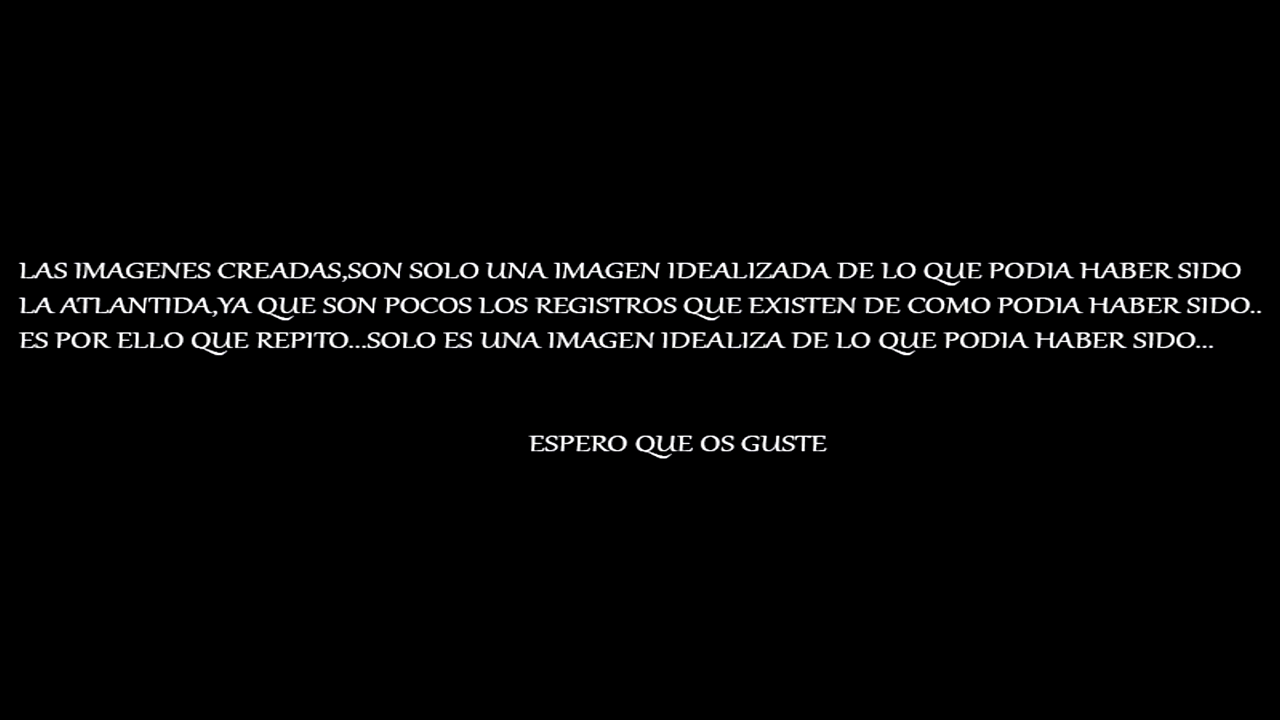 LAS IMAGENES CREADAS,SON SOLO UNA IMAGEN IDEALIZADA DE LO QUE PODIA HABER SIDO
LA ATLANTIDA,YA QUE SON POCOS LOS REGISTROS QUE EXISTEN DE COMO PODIA HABER SIDO..
ES POR ELLO QUE REPITO...SOLO ES UNA IMAGEN IDEALIZA DE LO QUE PODIA HABER SIDO...
ESPERO QUE OS GUSTE